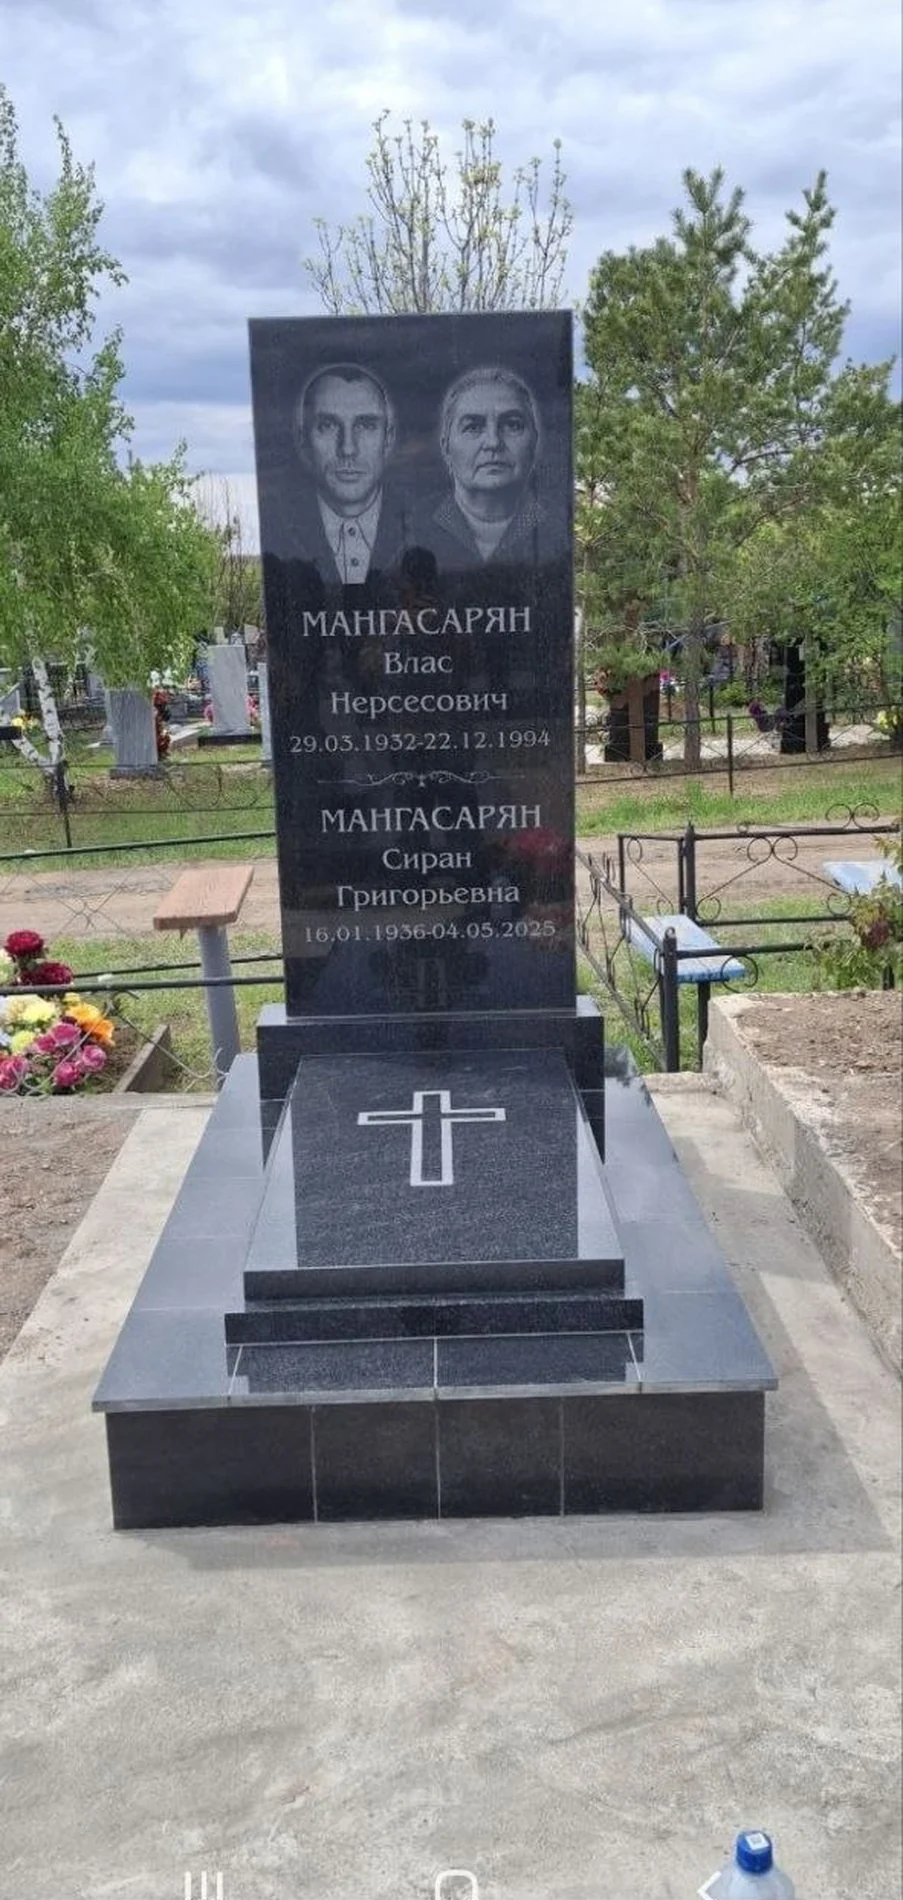 МАНГАСАРЯН
Влас
Нерсесович
29.03.1932-22.12.1994
МАНГАСАРЯН
Сиран
Григорьевна
16.01.1936-04.05.2025